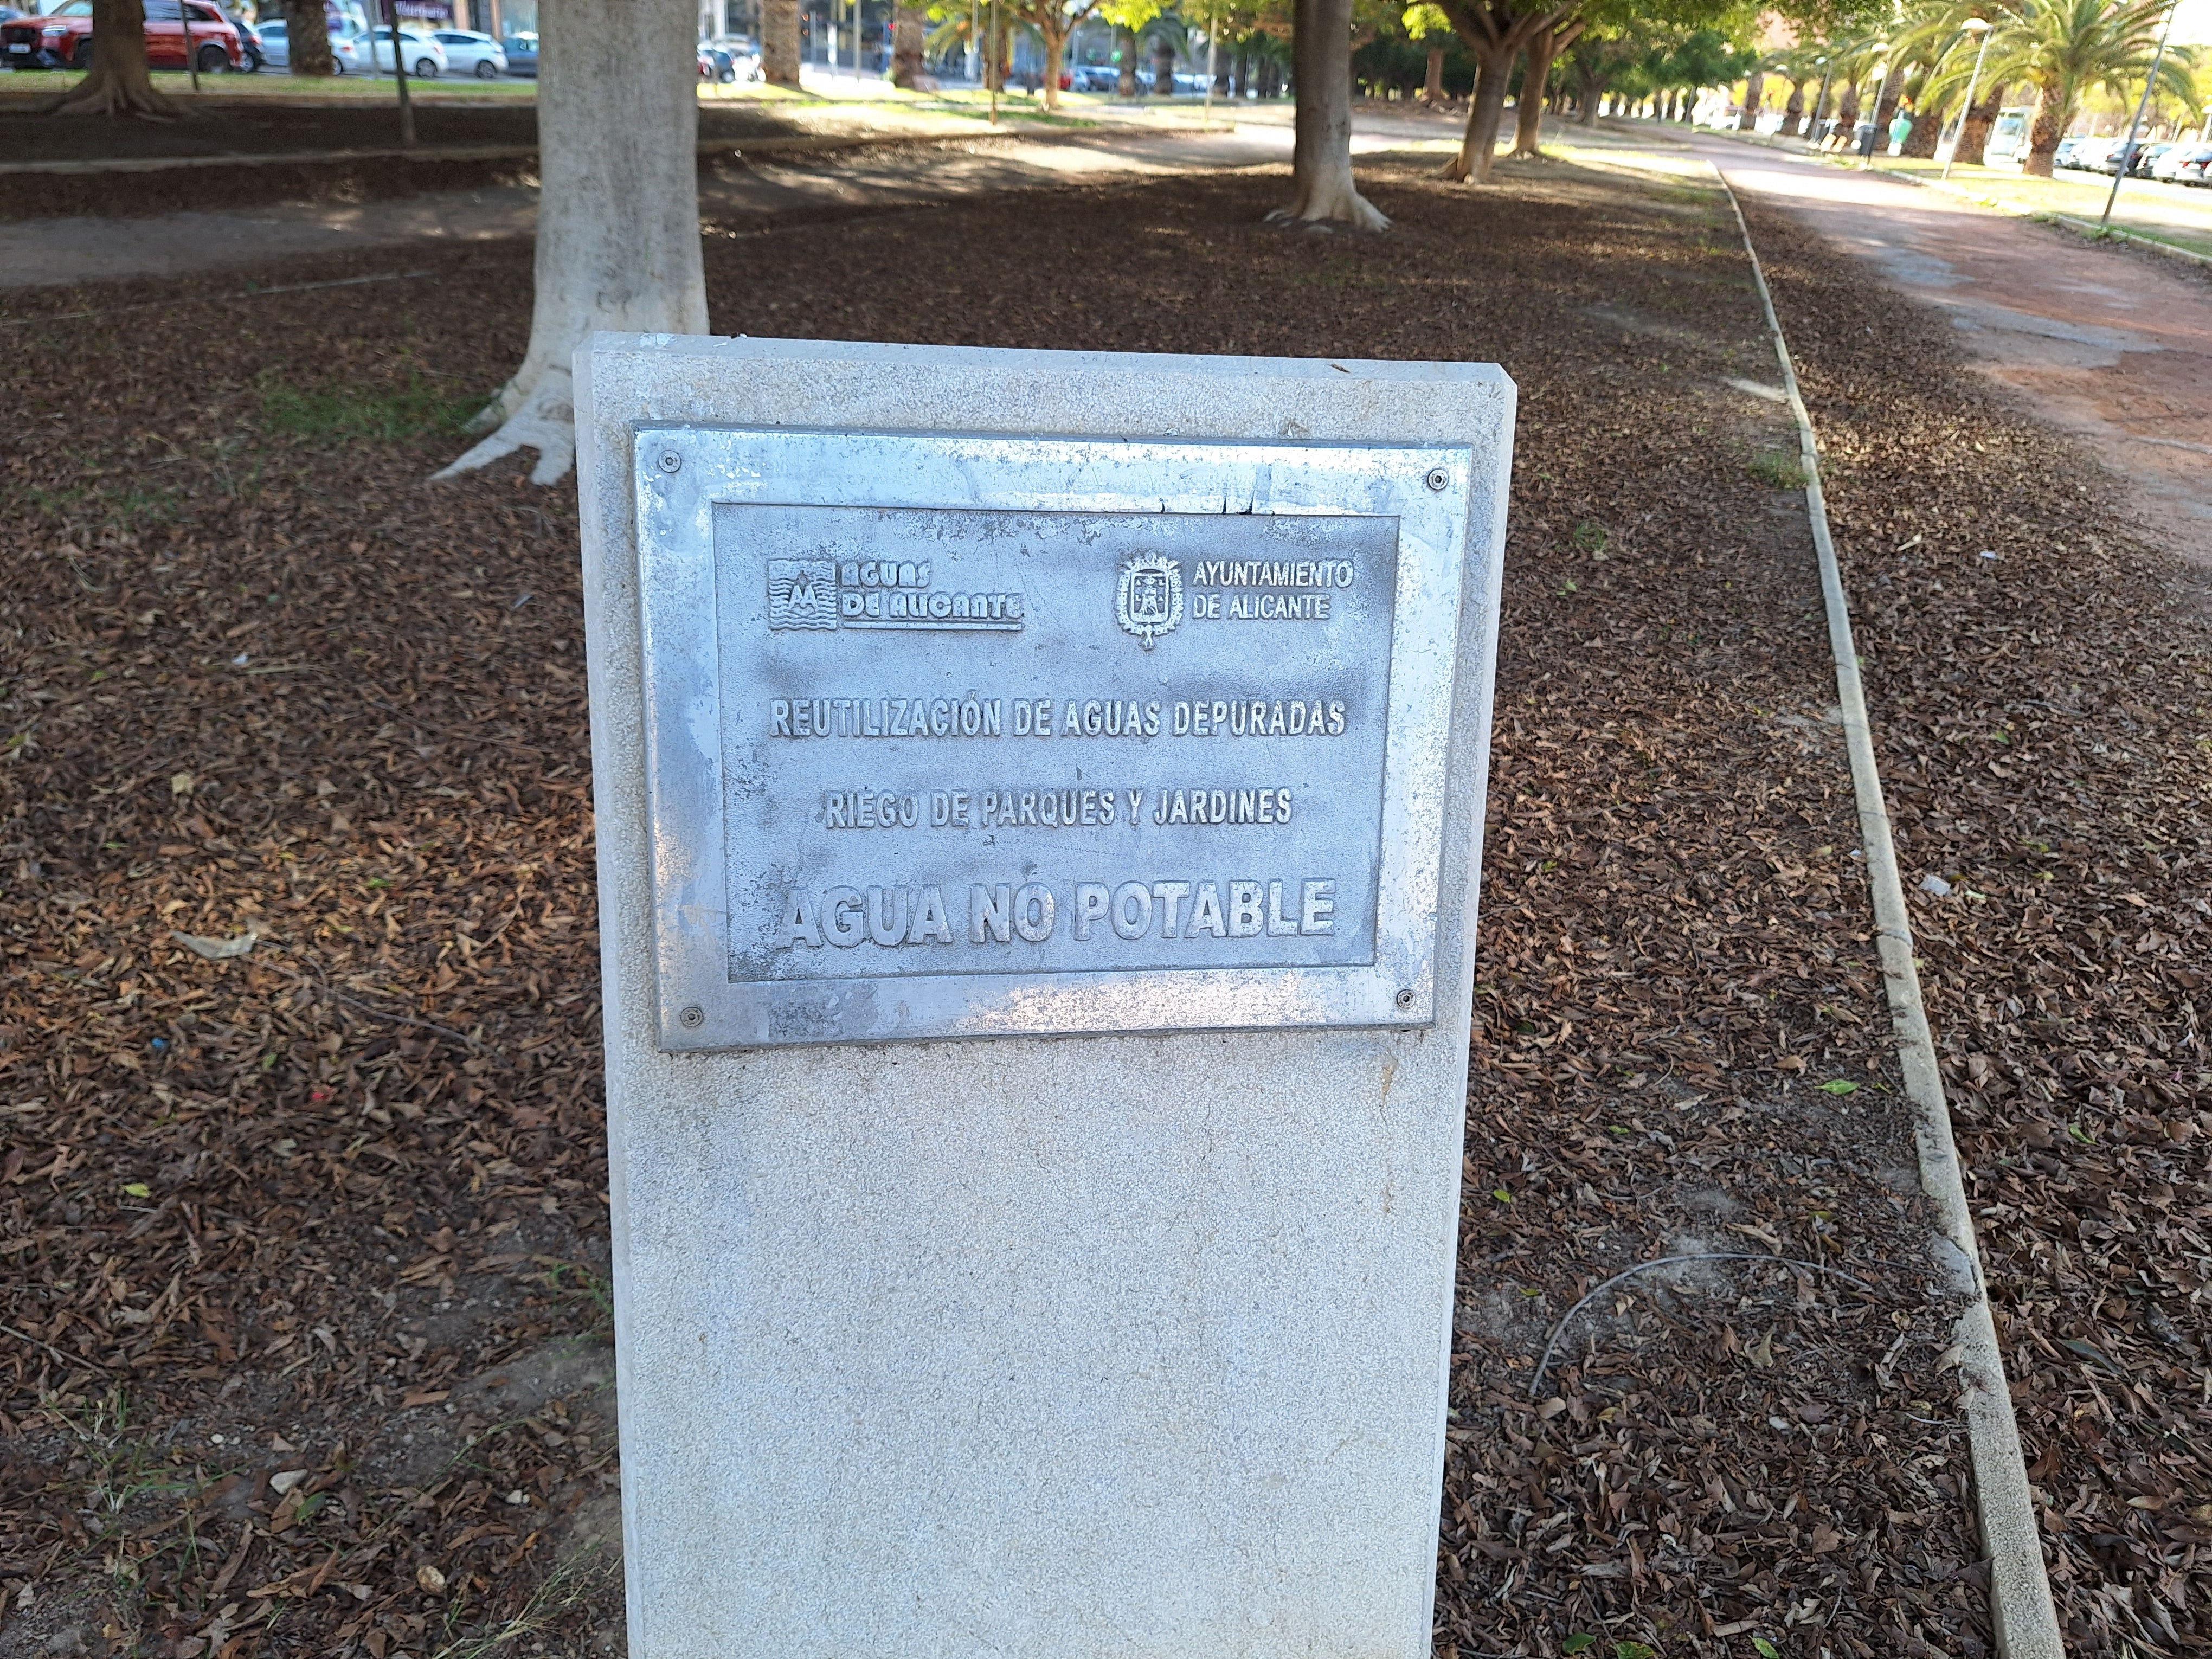 AGUAS
DE ALICANTE
AYUNTAMIENTO
DE ALICANTE
REUTILIZACIÓN DE AGUAS DEPURADAS
RIEGO DE PARQUES Y JARDINES
AGUA NO POTABLE